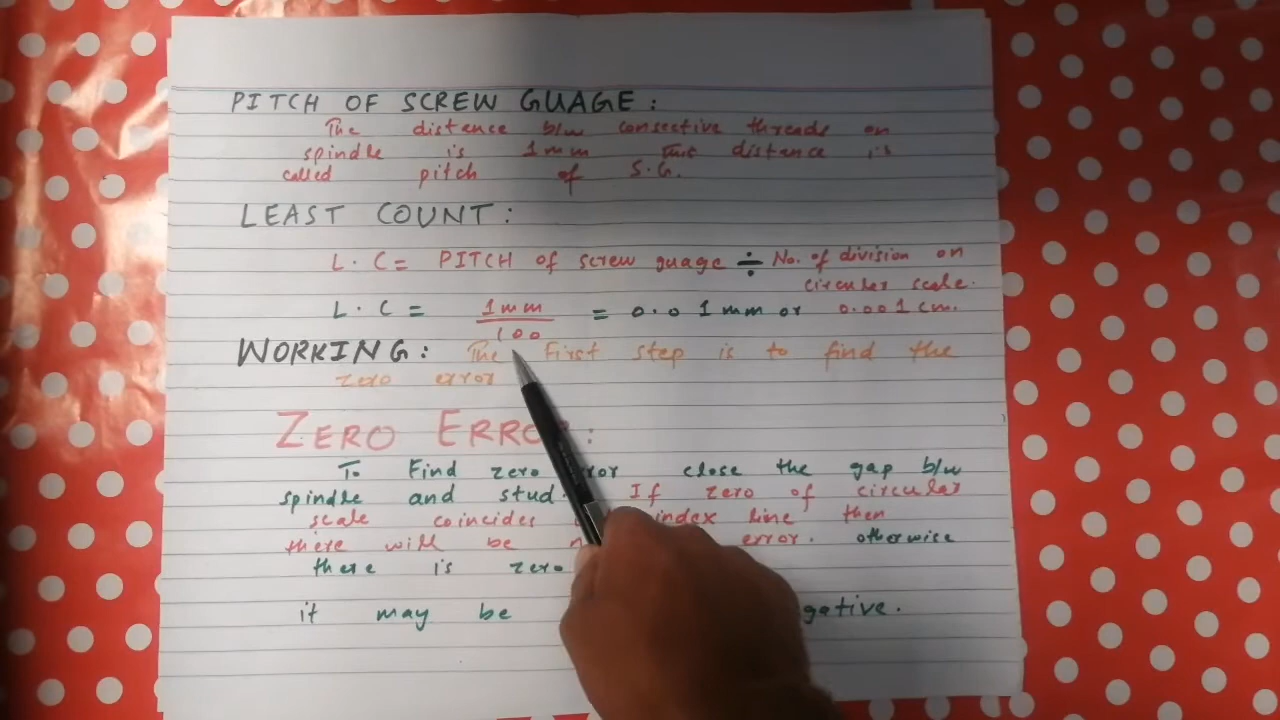 PITCH OF SCREW GUAGE:
The distance b/w consective threads on
spindle is 1mm This distance is
called pitch of S.G.
LEAST COUNT:
L.C = PITCH of screw guage ÷ No. of division on
circular scale.
L.C = 1mm/100 = 0.01mm or 0.001cm.
WORKING: The First step is to find the
zero error
ZERO ERROR:
To Find zero close the gap b/w
spindle and stud. If zero of circular
scale coincides index line then
there will be error. otherwise
there is zero
it may be